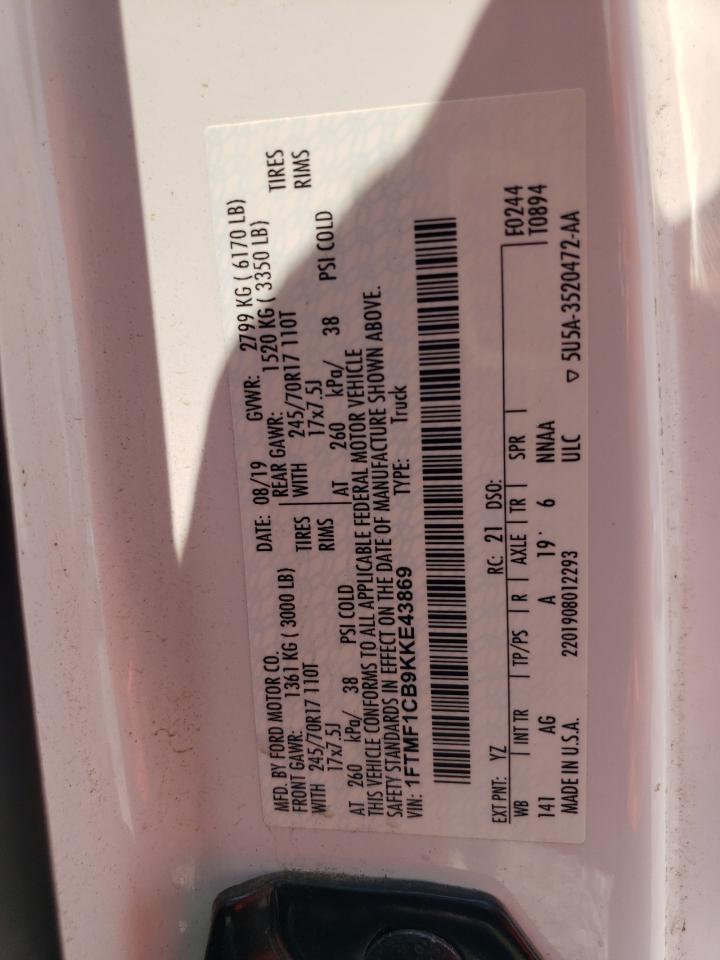 MFD. BY FORD MOTOR CO. DATE: 08/19 GVWR: 2799 KG ( 6170 LB)
FRONT GAWR: 1361 KG ( 3000 LB) REAR GAWR: 1520 KG ( 3350 LB)
WITH 245/70R17 110T TIRES WITH 245/70R17 110T TIRES
17x7.5J RIMS 17x7.5J RIMS
AT 260 kPa/ 38 PSI COLD AT 260 kPa/ 38 PSI COLD
THIS VEHICLE CONFORMS TO ALL APPLICABLE FEDERAL MOTOR VEHICLE
SAFETY STANDARDS IN EFFECT ON THE DATE OF MANUFACTURE SHOWN ABOVE.
VIN: 1FTMF1CB9KKE43869 TYPE: Truck
EXT PNT: YZ RC: 21 DSO: E0244
WB INT TR TP/PS R AXLE TR SPR T0894
141 AG A 19 6 NNAA
MADE IN U.S.A. 2201908012293 ULC ▽ 5U5A-3520472-AA